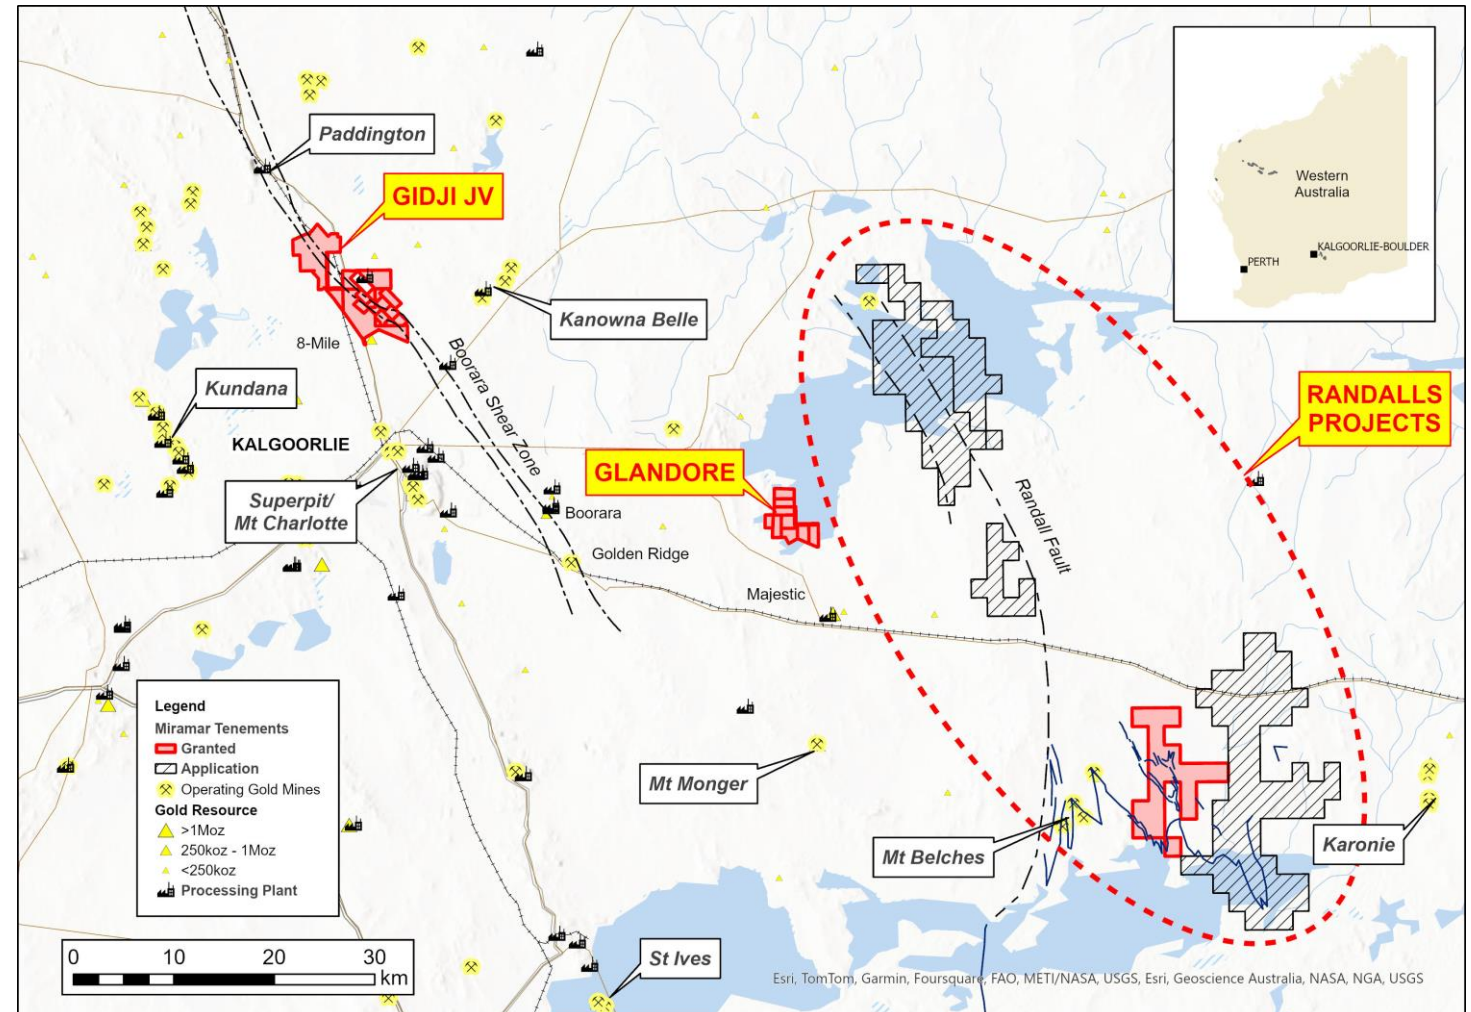 Paddington
GIDJI JV
Western
Australia
KALGOORLIE-BOULDER
PERTH
Kanowna Belle
8-Mile
Kundana
Boorara Shear Zone
RANDALLS
PROJECTS
KALGOORLIE
GLANDORE
Superpit/
Mt Charlotte
Boorara
Randall Fault
Golden Ridge
Majestic
Legend
Miramar Tenements
Granted
Application
Operating Gold Mines
Gold Resource
>1Moz
250koz - 1Moz
<250koz
Processing Plant
Mt Monger
Mt Belches
Karonie
St Ives
0 10 20 30
km
Esri, TomTom, Garmin, Foursquare, FAO, METI/NASA, USGS, Esri, Geoscience Australia, NASA, NGA, USGS